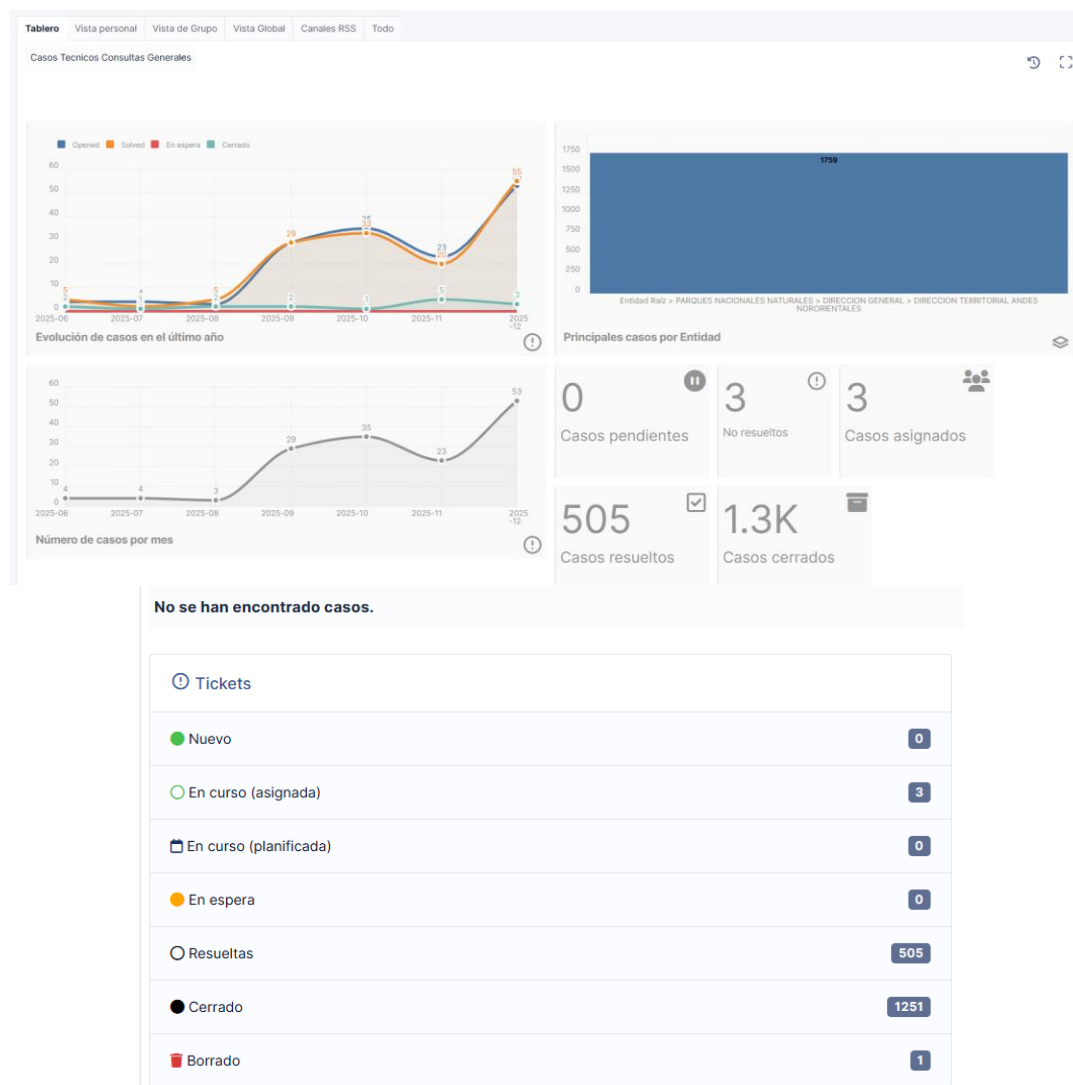 Tablero Vista personal Vista de Grupo Vista Global Canales RSS Todo
Casos Tecnicos Consultas Generales
Opened Solved En espera Cerrado
60
50
40
30
20
10
0
5
2
1
5
2
29
2
35
33
1
23
20
5
55
3
2025-06 2025-07 2025-08 2025-09 2025-10 2025-11 2025
-12
Evolución de casos en el último año
1750
1500
1250
1000
750
500
250
0
1759
Entidad Raiz > PARQUES NACIONALES NATURALES > DIRECCION GENERAL > DIRECCION TERRITORIAL ANDES
NORORIENTALES
Principales casos por Entidad
60
50
40
30
20
10
0
4
4
3
29
35
23
53
2025-06 2025-07 2025-08 2025-09 2025-10 2025-11 2025
-12
Número de casos por mes
0
Casos pendientes
3
No resueltos
3
Casos asignados
505
Casos resueltos
1.3K
Casos cerrados
No se han encontrado casos.
Tickets
Nuevo 0
En curso (asignada) 3
En curso (planificada) 0
En espera 0
Resueltas 505
Cerrado 1251
Borrado 1